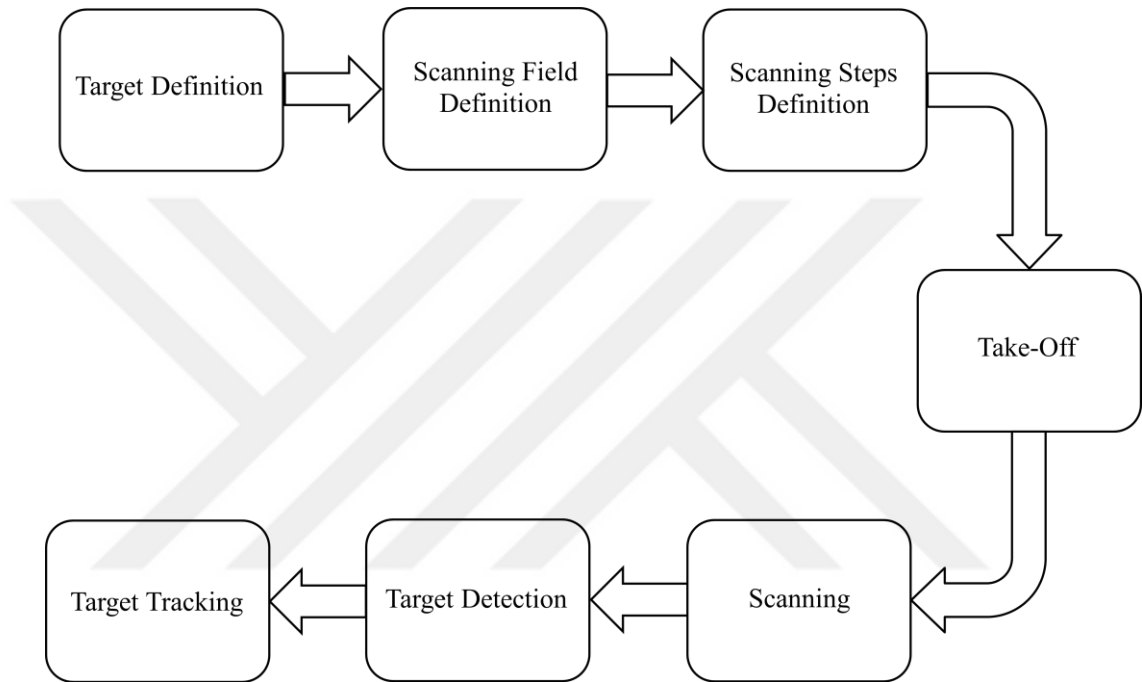 Target Definition
Scanning Field
Definition
Scanning Steps
Definition
Take-Off
Scanning
Target Detection
Target Tracking